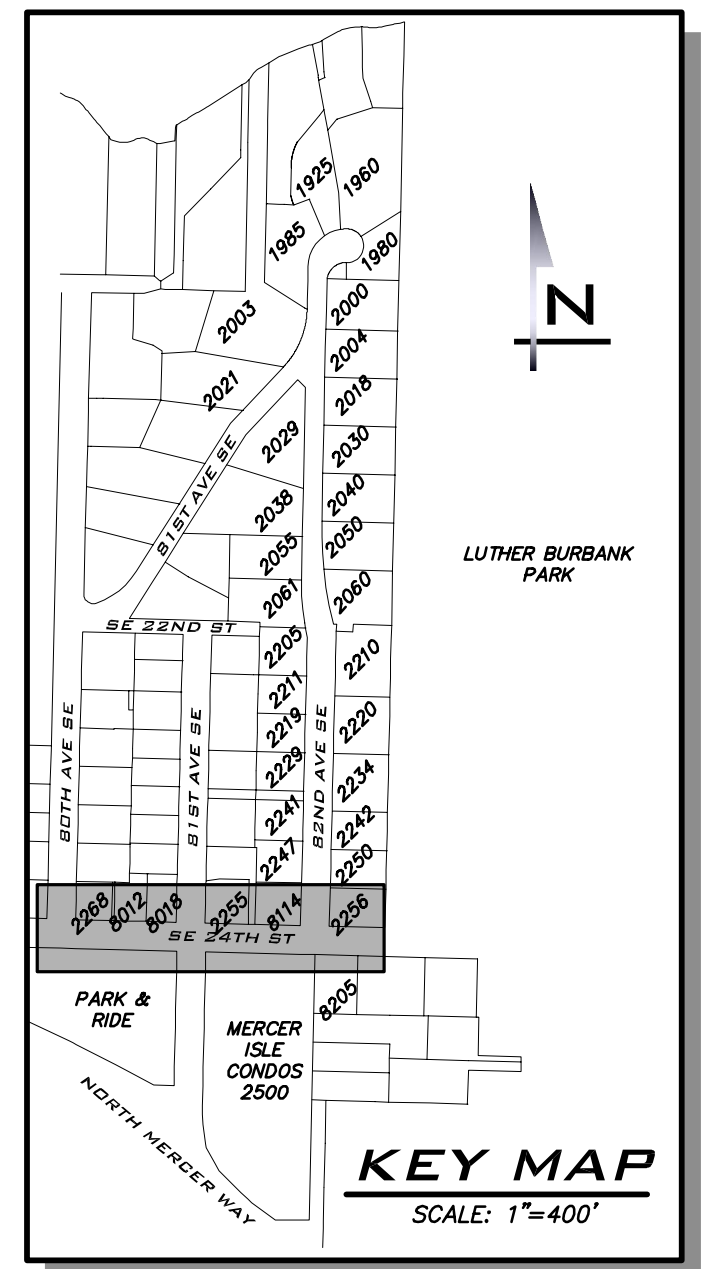 1925
1960
1985
1980
N
2003
2000
2004
2021
2018
2029
2030
81ST AVE SE
2038
2040
2055
2050
LUTHER BURBANK
PARK
2061
2060
SE 22ND ST
2205
2210
2211
2219
2220
80TH AVE SE
81ST AVE SE
82ND AVE SE
2229
2234
2241
2242
2247
2250
2268
8012
8018
2255
8114
2256
SE 24TH ST
PARK &
RIDE
8205
MERCER
ISLE
CONDOS
2500
NORTH MERCER WAY
KEY MAP
SCALE: 1"=400'